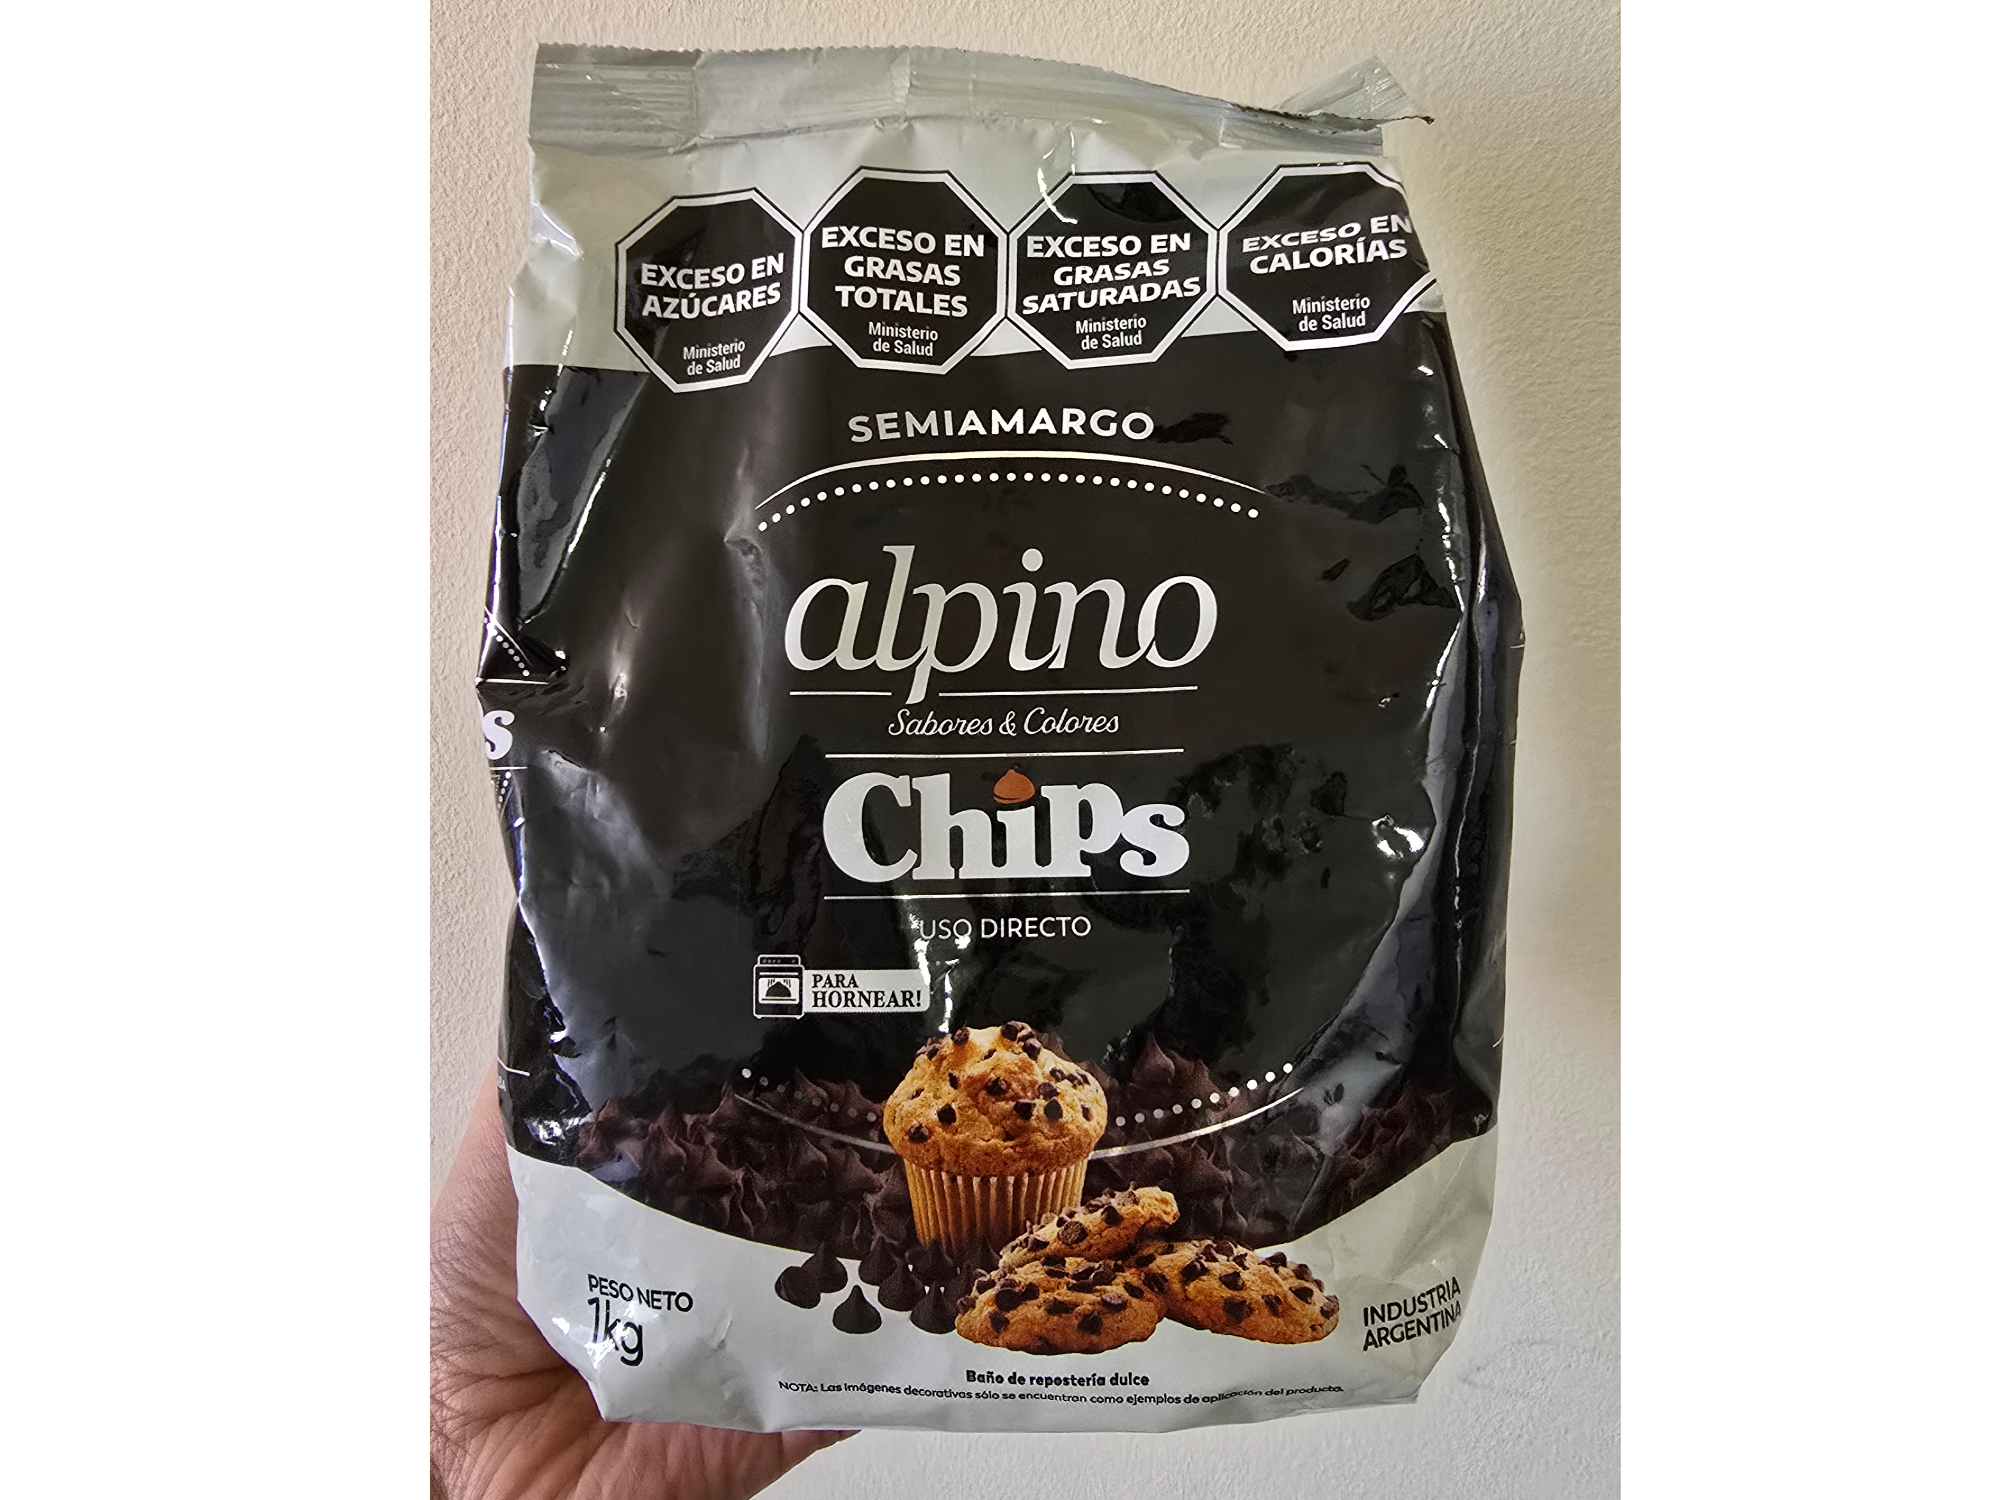 EXCESO EN
AZÚCARES
Ministerio
de Salud
EXCESO EN
GRASAS
TOTALES
Ministerio
de Salud
EXCESO EN
GRASAS
SATURADAS
Ministerio
de Salud
EXCESO EN
CALORÍAS
Ministerio
de Salud
SEMIAMARGO
alpino
Sabores & Colores
Chips
USO DIRECTO
PARA
HORNEAR!
s
PESO NETO
1kg
INDUSTRIA
ARGENTINA
Baño de repostería dulce
NOTA: Las imágenes decorativas sólo se encuentran como ejemplos de aplicación del producto.